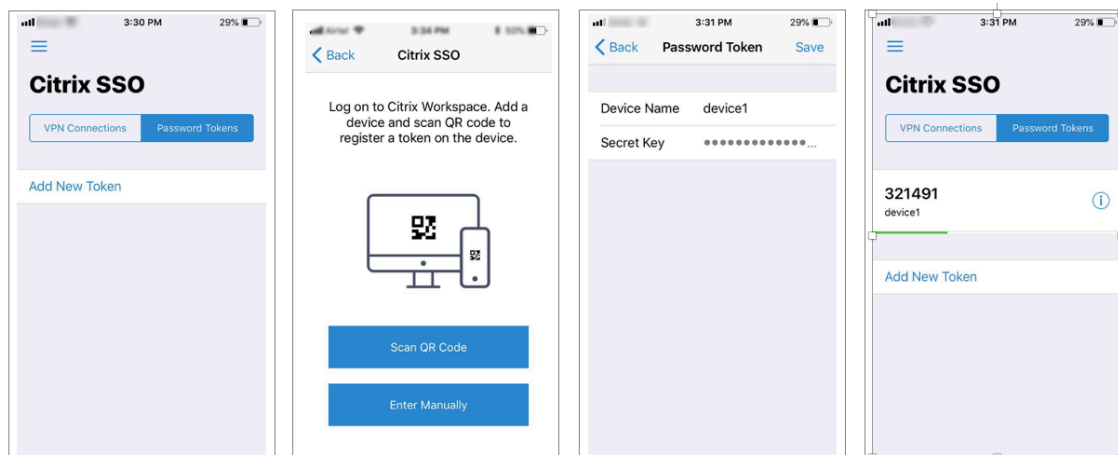 3:30 PM
29%
Citrix SSO
VPN Connections
Password Tokens
Add New Token
Airtel
3:34 PM
50%
Back
Citrix SSO
Log on to Citrix Workspace. Add a
device and scan QR code to
register a token on the device.
Scan QR Code
Enter Manually
3:31 PM
29%
Back
Password Token
Save
Device Name
device1
Secret Key
●●●●●●●●●●●●●...
3:31 PM
29%
Citrix SSO
VPN Connections
Password Tokens
321491
device1
Add New Token